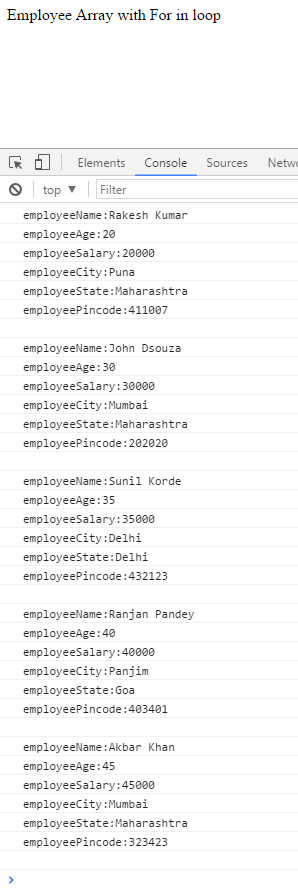 Employee Array with For in loop
Elements Console Sources Netw
top ▼ Filter
employeeName:Rakesh Kumar
employeeAge:20
employeeSalary:20000
employeeCity:Puna
employeeState:Maharashtra
employeePincode:411007
employeeName:John Dsouza
employeeAge:30
employeeSalary:30000
employeeCity:Mumbai
employeeState:Maharashtra
employeePincode:202020
employeeName:Sunil Korde
employeeAge:35
employeeSalary:35000
employeeCity:Delhi
employeeState:Delhi
employeePincode:432123
employeeName:Ranjan Pandey
employeeAge:40
employeeSalary:40000
employeeCity:Panjim
employeeState:Goa
employeePincode:403401
employeeName:Akbar Khan
employeeAge:45
employeeSalary:45000
employeeCity:Mumbai
employeeState:Maharashtra
employeePincode:323423